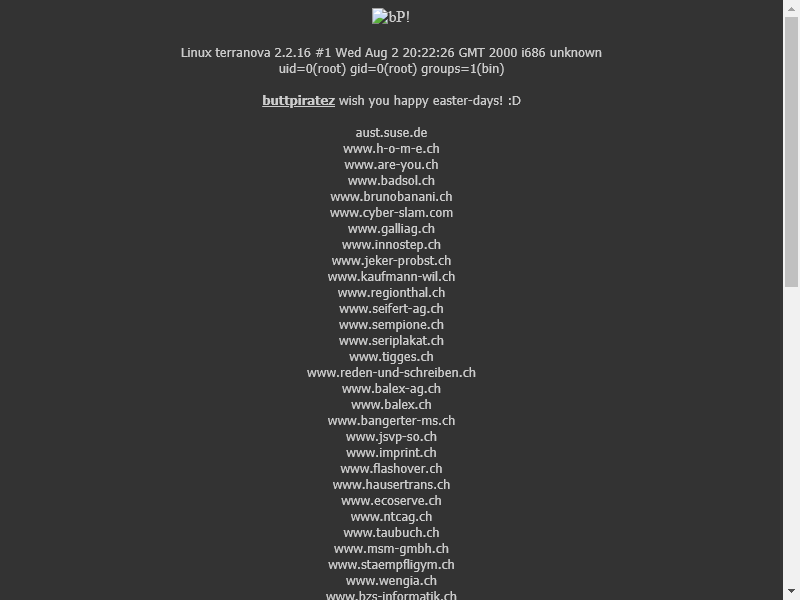 bP!
Linux terranova 2.2.16 #1 Wed Aug 2 20:22:26 GMT 2000 i686 unknown
uid=0(root) gid=0(root) groups=1(bin)
buttpiratez wish you happy easter-days! :D
aust.suse.de
www.h-o-m-e.ch
www.are-you.ch
www.badsol.ch
www.brunobanani.ch
www.cyber-slam.com
www.galliag.ch
www.innostep.ch
www.jeker-probst.ch
www.kaufmann-wil.ch
www.regionthal.ch
www.seifert-ag.ch
www.sempione.ch
www.seriplakat.ch
www.tigges.ch
www.reden-und-schreiben.ch
www.balex-ag.ch
www.balex.ch
www.bangerter-ms.ch
www.jsvp-so.ch
www.imprint.ch
www.flashover.ch
www.hausertrans.ch
www.ecoserve.ch
www.ntcag.ch
www.taubuch.ch
www.msm-gmbh.ch
www.staempfligym.ch
www.wengia.ch
www.bzs-informatik.ch